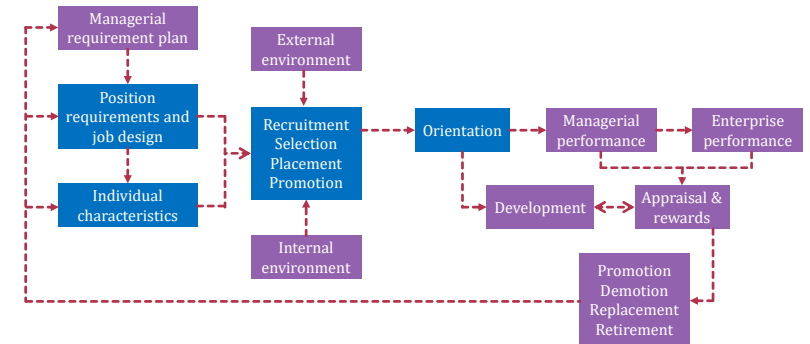 Managerial
requirement plan
Position
requirements and
job design
Individual
characteristics
External
environment
Recruitment
Selection
Placement
Promotion
Internal
environment
Orientation
Managerial
performance
Enterprise
performance
Development
Appraisal &
rewards
Promotion
Demotion
Replacement
Retirement